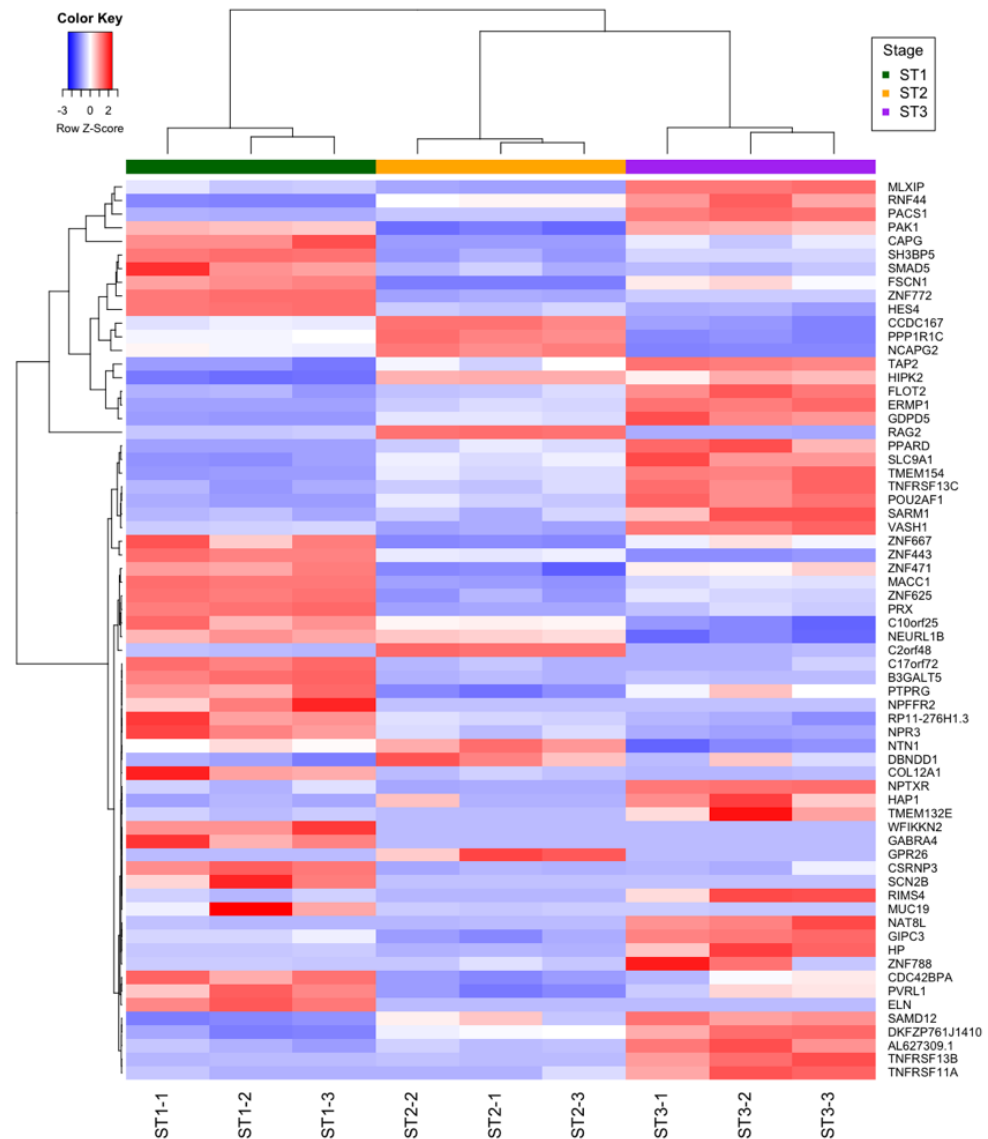 Color Key
-3 0 2
Row Z-Score
Stage
ST1
ST2
ST3
MLXIP
RNF44
PACS1
PAK1
CAPG
SH3BP5
SMAD5
FSCN1
ZNF772
HES4
CCDC167
PPP1R1C
NCAPG2
TAP2
HIPK2
FLOT2
ERMP1
GDPD5
RAG2
PPARD
SLC9A1
TMEM154
TNFRSF13C
POU2AF1
SARM1
VASH1
ZNF667
ZNF443
ZNF471
MACC1
ZNF625
PRX
C10orf25
NEURL1B
C2orf48
C17orf72
B3GALT5
PTPRG
NPFFR2
RP11-276H1.3
NPR3
NTN1
DBNDD1
COL12A1
NPTXR
HAP1
TMEM132E
WFIKKN2
GABRA4
GPR26
CSRNP3
SCN2B
RIMS4
MUC19
NAT8L
GIPC3
HP
ZNF788
CDC42BPA
PVRL1
ELN
SAMD12
DKFZP761J1410
AL627309.1
TNFRSF13B
TNFRSF11A
ST1-1
ST1-2
ST1-3
ST2-2
ST2-1
ST2-3
ST3-1
ST3-2
ST3-3